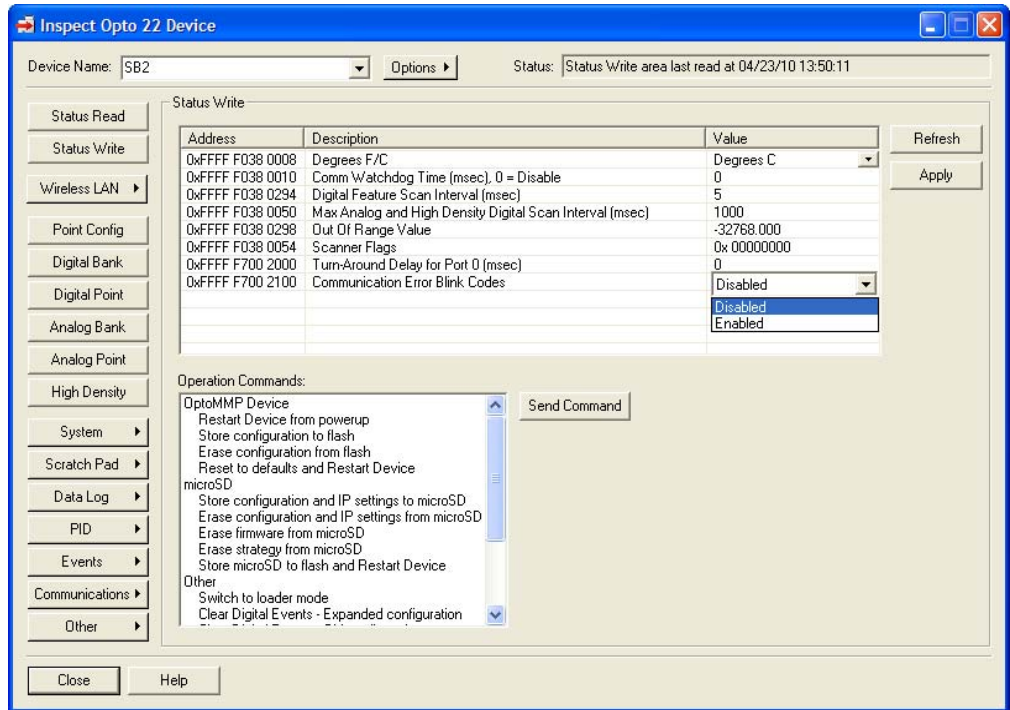 Inspect Opto 22 Device
Device Name: SB2 Options Status: Status Write area last read at 04/23/10 13:50:11
Status Read
Status Write
Wireless LAN
Point Config
Digital Bank
Digital Point
Analog Bank
Analog Point
High Density
System
Scratch Pad
Data Log
PID
Events
Communications
Other
Status Write
Address Description Value
0xFFFF F038 0008 Degrees F/C Degrees C
0xFFFF F038 0010 Comm Watchdog Time (msec), 0 = Disable 0
0xFFFF F038 0294 Digital Feature Scan Interval (msec) 5
0xFFFF F038 0050 Max Analog and High Density Digital Scan Interval (msec) 1000
0xFFFF F038 0298 Out Of Range Value -32768.000
0xFFFF F038 0054 Scanner Flags 0x 00000000
0xFFFF F700 2000 Turn-Around Delay for Port 0 (msec) 0
0xFFFF F700 2100 Communication Error Blink Codes Disabled
Disabled
Enabled
Refresh
Apply
Operation Commands:
OptoMMP Device
Restart Device from powerup
Store configuration to flash
Erase configuration from flash
Reset to defaults and Restart Device
microSD
Store configuration and IP settings to microSD
Erase configuration and IP settings from microSD
Erase firmware from microSD
Erase strategy from microSD
Store microSD to flash and Restart Device
Other
Switch to loader mode
Clear Digital Events - Expanded configuration
Send Command
Close Help